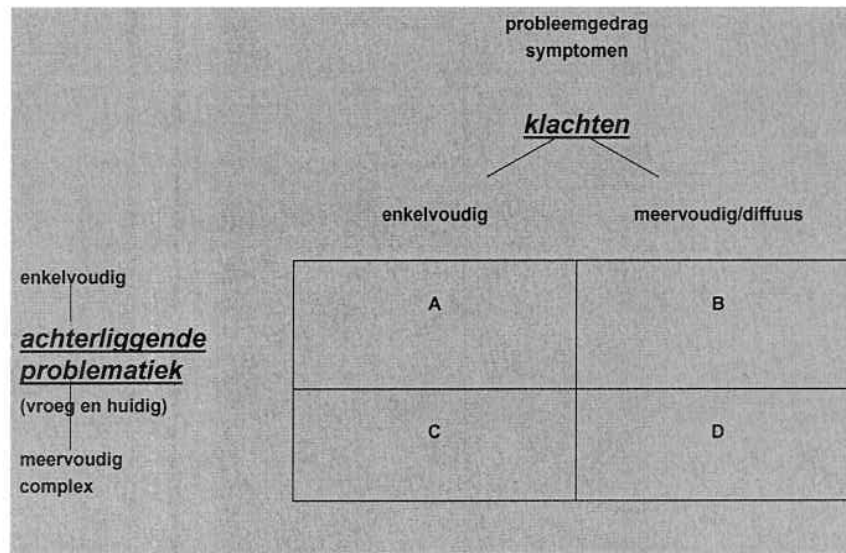 probleemgedrag
symptomen
klachten
enkelvoudig
meervoudig/diffuus
enkelvoudig
achterliggende
problematiek
(vroeg en huidig)
meervoudig
complex
A
B
C
D